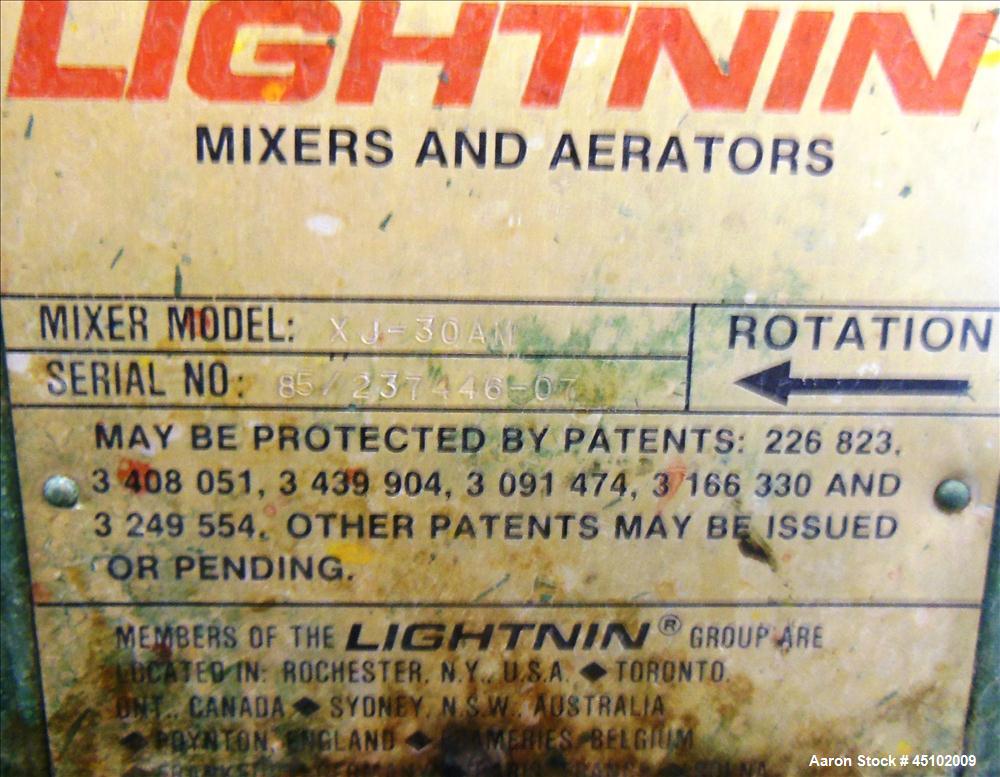 LIGHTNIN
MIXERS AND AERATORS
MIXER MODEL: XJ-30AM
ROTATION
SERIAL NO: 85/237446-07
MAY BE PROTECTED BY PATENTS: 226 823,
3 408 051, 3 439 904, 3 091 474, 3 166 330 AND
3 249 554. OTHER PATENTS MAY BE ISSUED
OR PENDING.
MEMBERS OF THE LIGHTNIN® GROUP ARE
LOCATED IN: ROCHESTER, N.Y., U.S.A. ◆ TORONTO,
ONT., CANADA ◆ SYDNEY, N.S.W., AUSTRALIA
◆ POYNTON, ENGLAND ◆ BELGIUM
Aaron Stock # 45102009